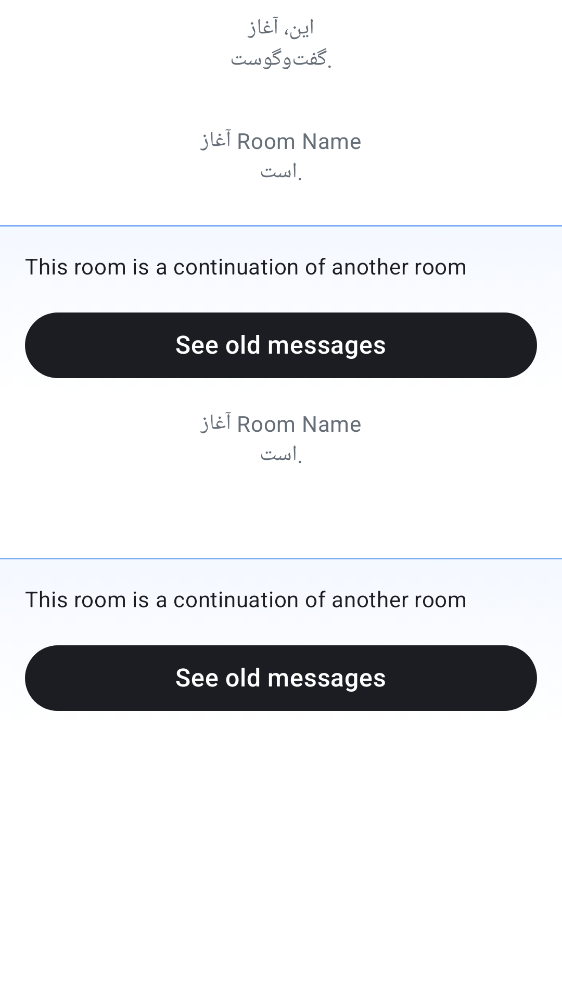 این، آغاز
گفت‌وگوست.
آغاز Room Name
است.
This room is a continuation of another room
See old messages
آغاز Room Name
است.
This room is a continuation of another room
See old messages